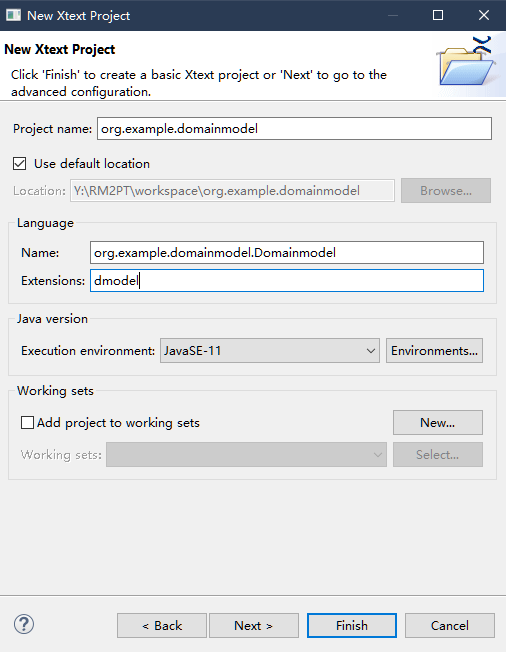 New Xtext Project
New Xtext Project
Click 'Finish' to create a basic Xtext project or 'Next' to go to the
advanced configuration.
Project name: org.example.domainmodel
Use default location
Location: Y:\RM2PT\workspace\org.example.domainmodel Browse...
Language
Name: org.example.domainmodel.Domainmodel
Extensions: dmodel
Java version
Execution environment: JavaSE-11 Environments...
Working sets
Add project to working sets New...
Working sets: Select...
? < Back Next > Finish Cancel